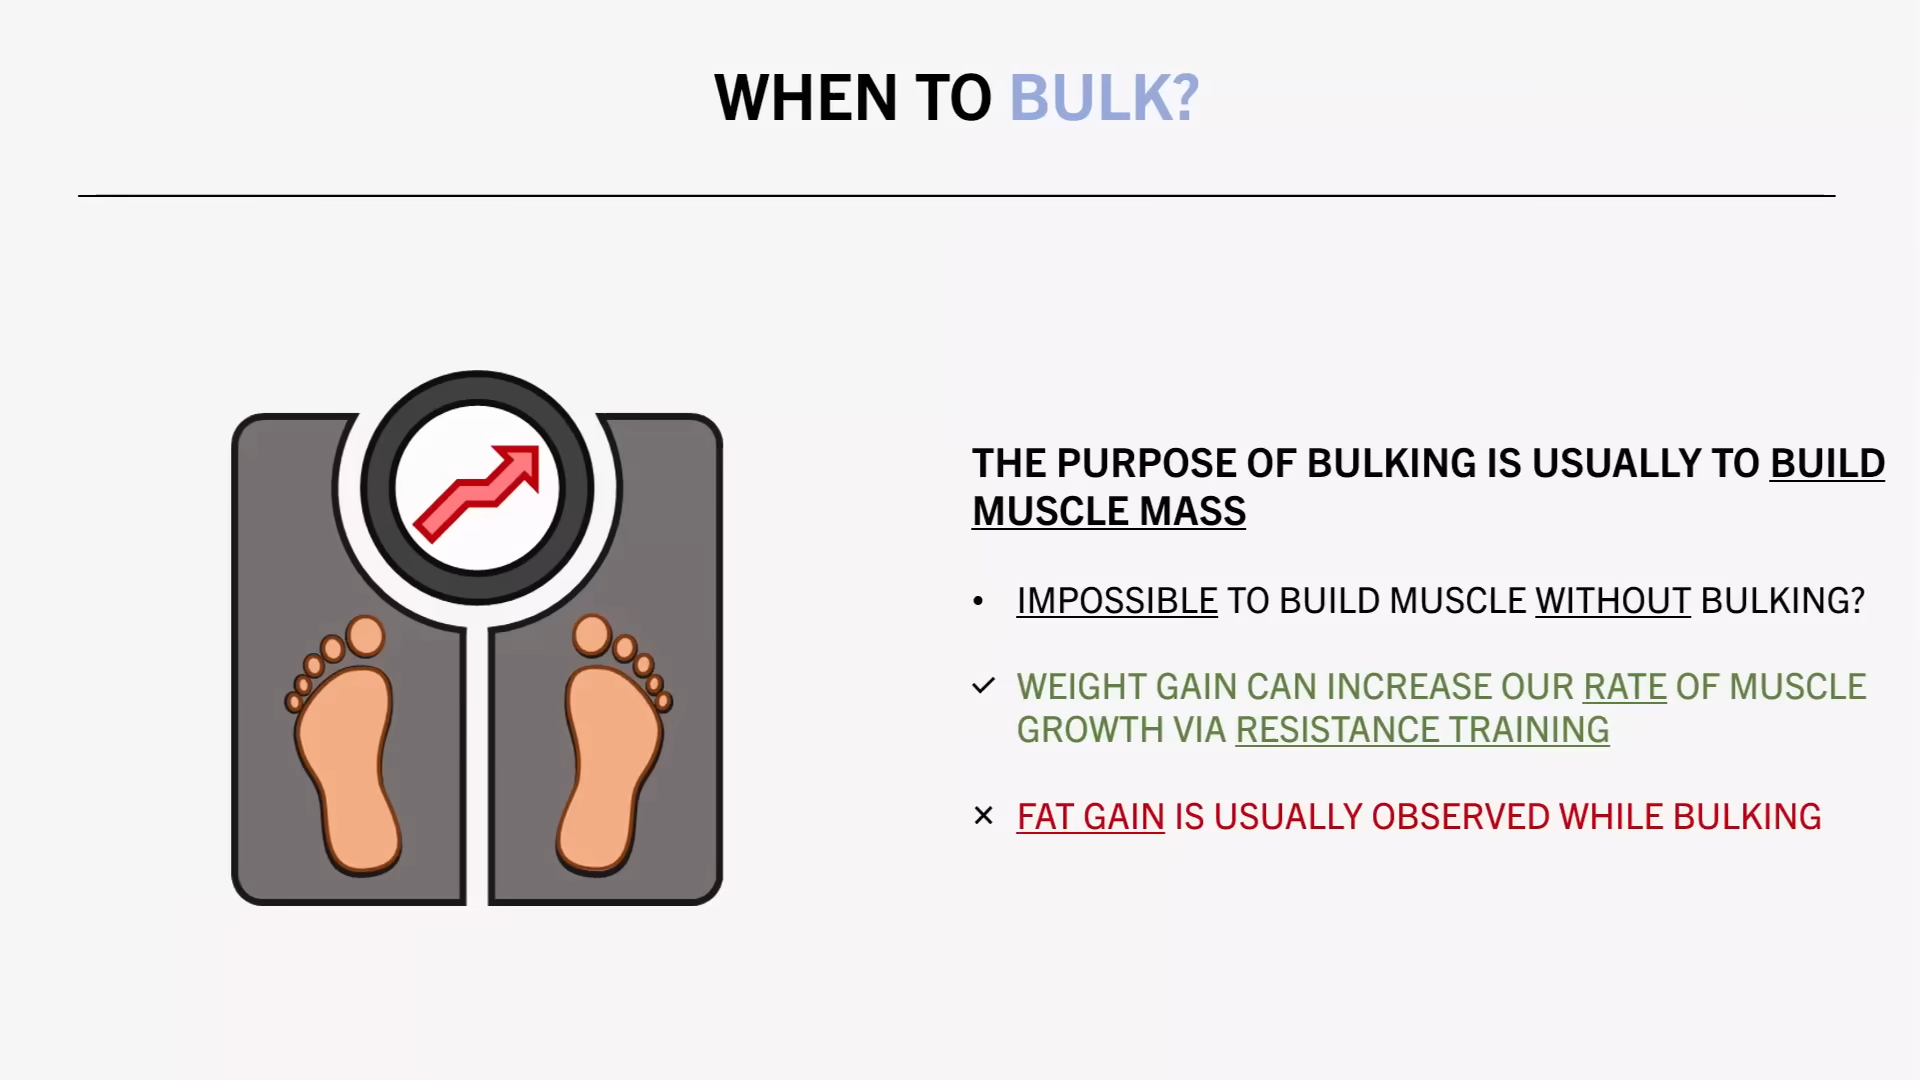 WHEN TO BULK?
THE PURPOSE OF BULKING IS USUALLY TO BUILD
MUSCLE MASS
• IMPOSSIBLE TO BUILD MUSCLE WITHOUT BULKING?
✓ WEIGHT GAIN CAN INCREASE OUR RATE OF MUSCLE
GROWTH VIA RESISTANCE TRAINING
✕ FAT GAIN IS USUALLY OBSERVED WHILE BULKING